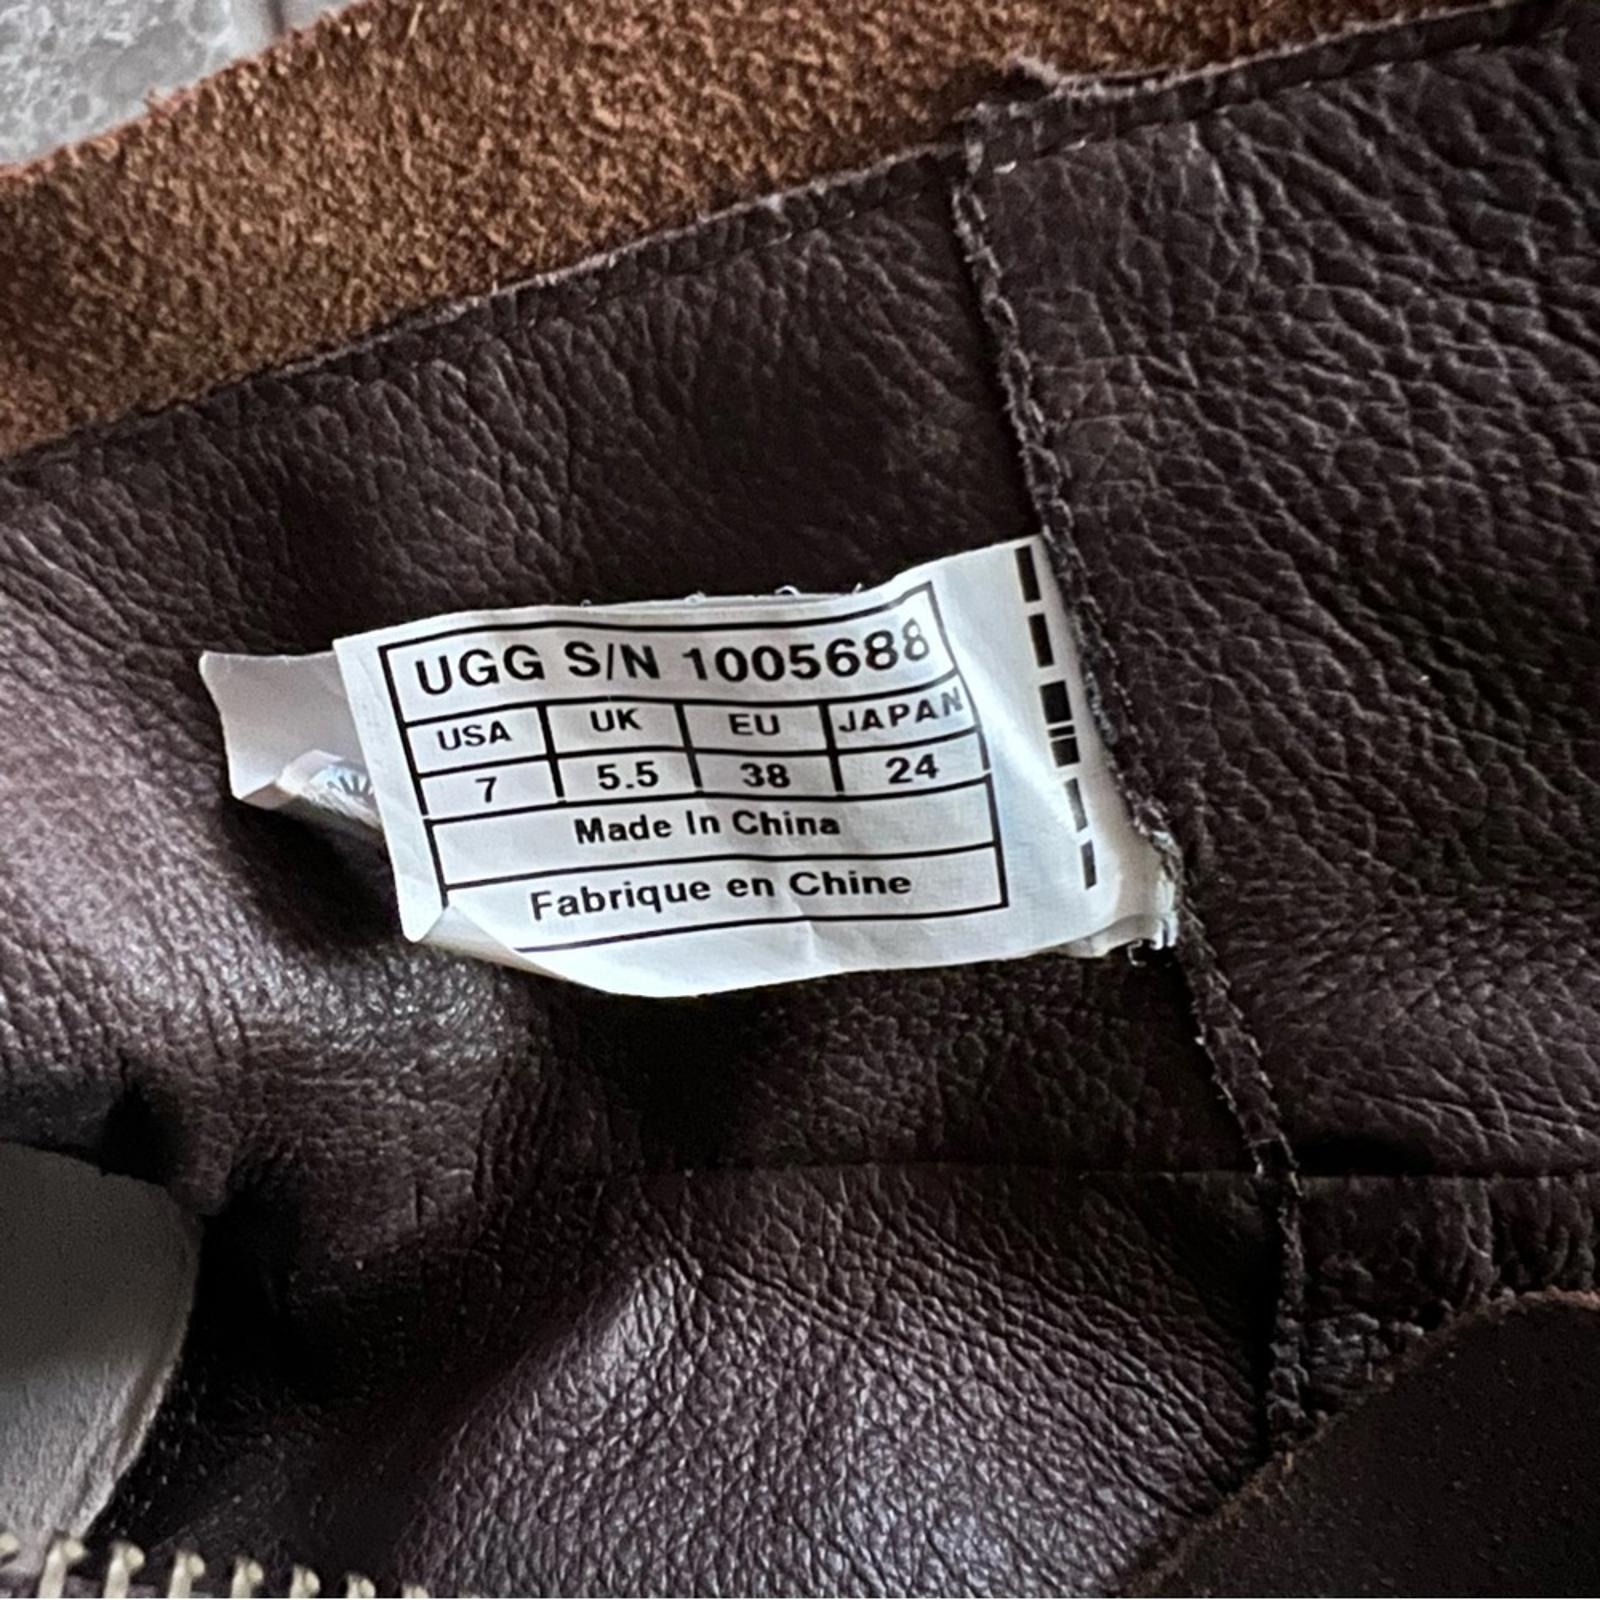 UGG S/N 1005688
USA UK EU JAPAN
7 5.5 38 24
Made In China
Fabrique en Chine